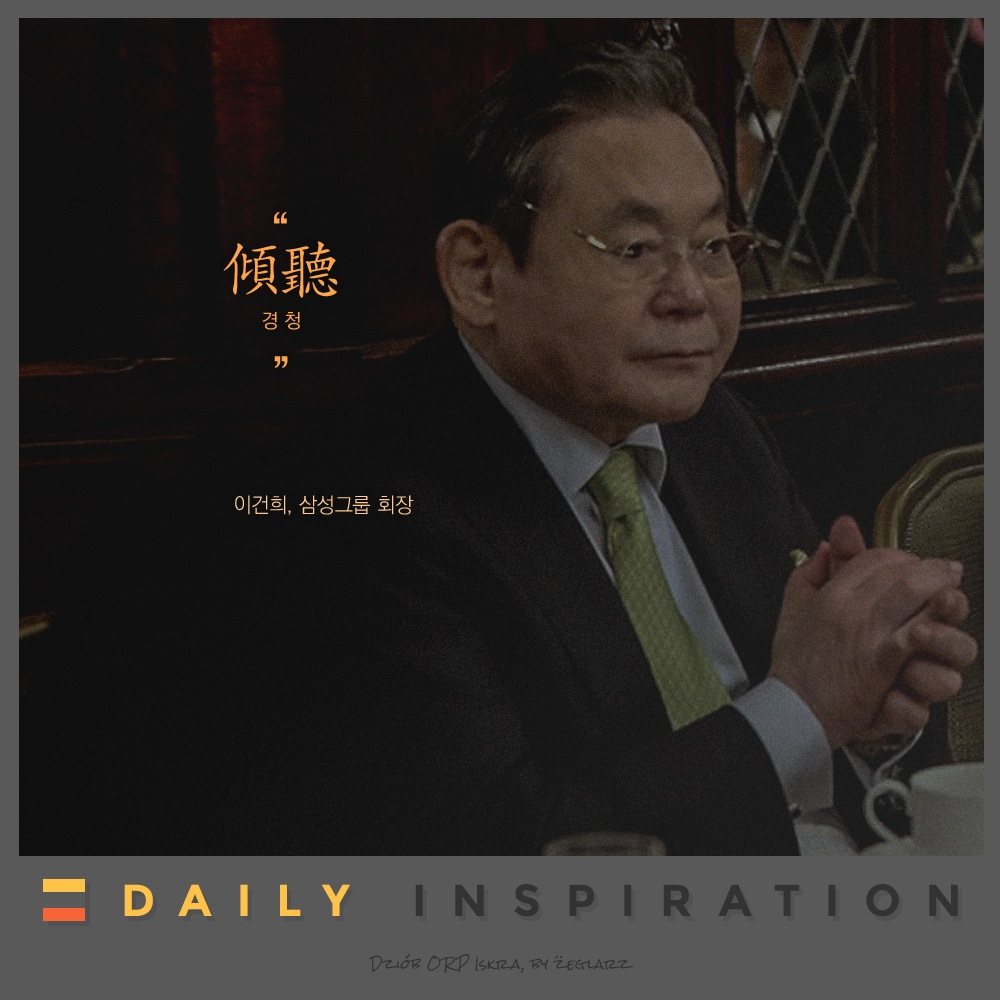 “
傾聽
경청
”
이건희, 삼성그룹 회장
DAILY INSPIRATION
Dziób ORP Iskra, by żeglarz